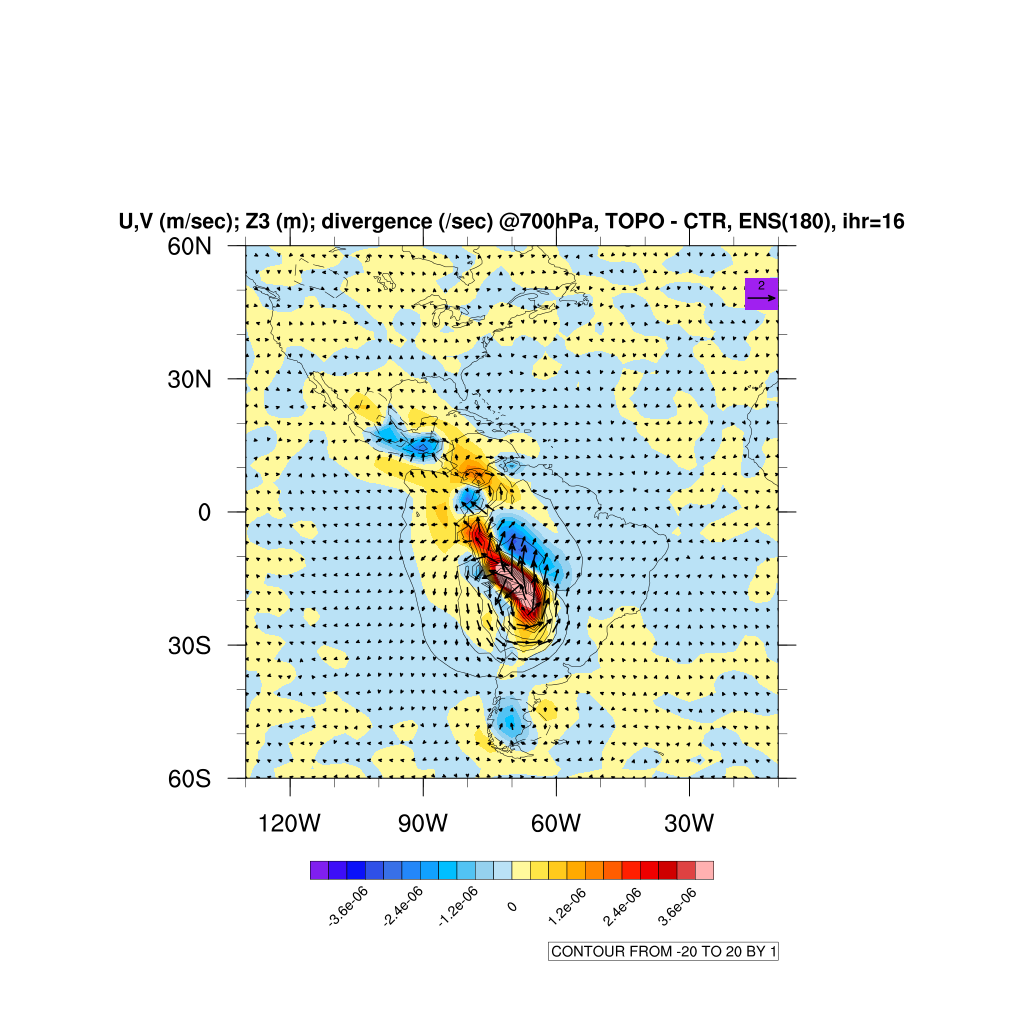 U,V (m/sec); Z3 (m); divergence (/sec) @700hPa, TOPO - CTR, ENS(180), ihr=16
60N
2
30N
0
30S
60S
120W 90W 60W 30W
-3.6e-06 -2.4e-06 -1.2e-06 0 1.2e-06 2.4e-06 3.6e-06
CONTOUR FROM -20 TO 20 BY 1